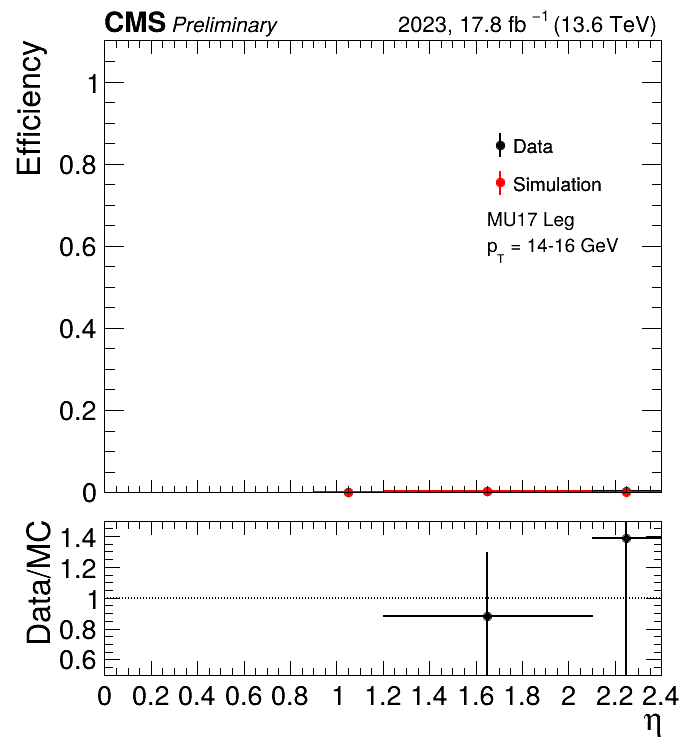 CMS Preliminary 2023, 17.8 fb⁻¹ (13.6 TeV)
Efficiency
1
0.8
0.6
0.4
0.2
0
Data
Simulation
MU17 Leg
p_T = 14-16 GeV
Data/MC
1.4
1.2
1
0.8
0.6
0 0.2 0.4 0.6 0.8 1 1.2 1.4 1.6 1.8 2 2.2 2.4
η